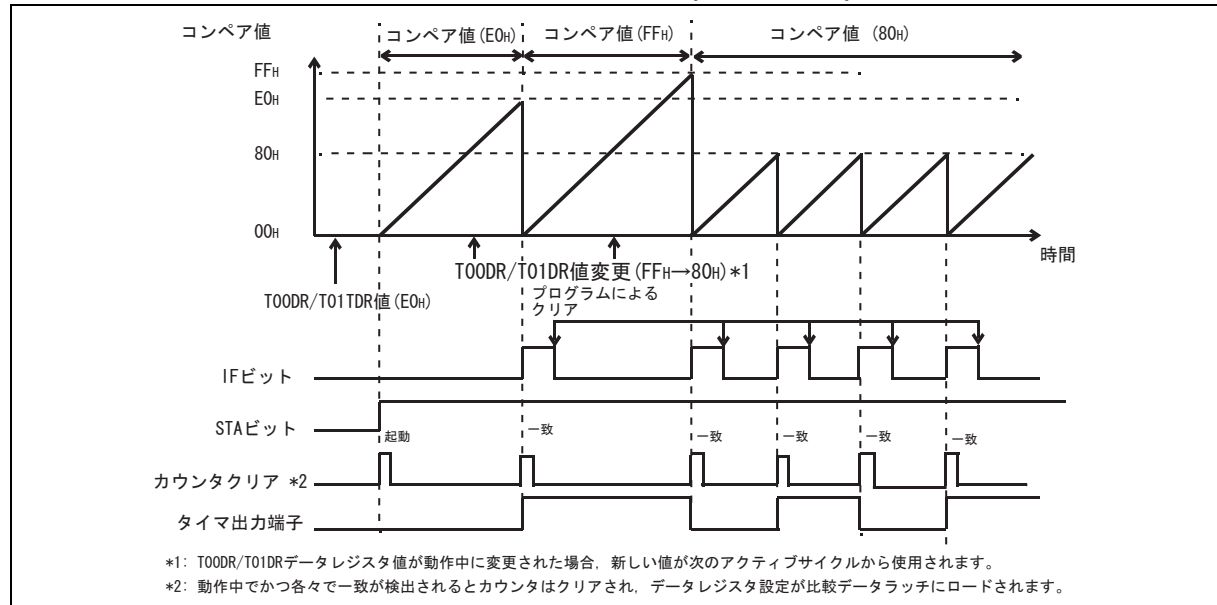 コンペア値
コンペア値(E0H)
コンペア値(FFH)
コンペア値 (80H)
FFH
E0H
80H
00H
時間
T00DR/T01DR値変更(FFH→80H)*1
T00DR/T01TDR値(E0H)
プログラムによる
クリア
IFビット
STAビット
起動
一致
一致
一致
一致
一致
カウンタクリア *2
タイマ出力端子
*1: T00DR/T01DRデータレジスタ値が動作中に変更された場合, 新しい値が次のアクティブサイクルから使用されます。
*2: 動作中でかつ各々で一致が検出されるとカウンタはクリアされ, データレジスタ設定が比較データラッチにロードされます。